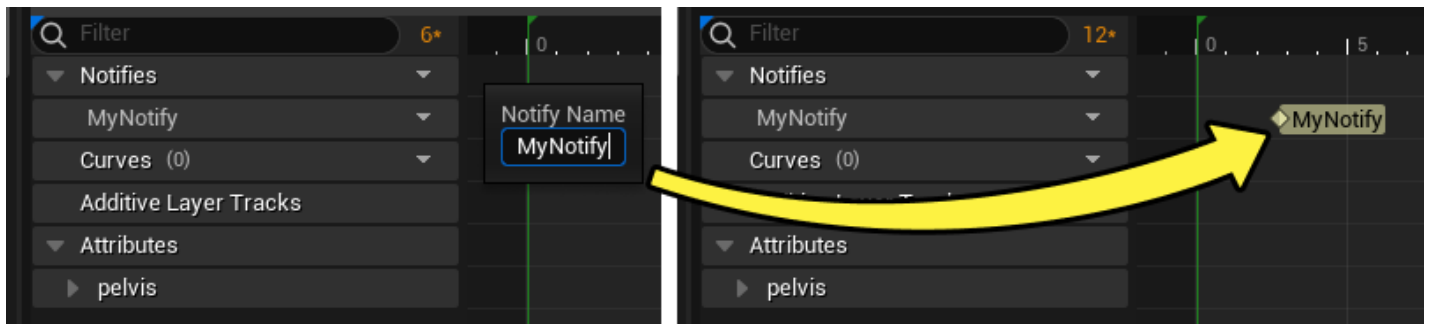 Filter 6*
0
Notifies
MyNotify
Notify Name
MyNotify
Curves (0)
Additive Layer Tracks
Attributes
pelvis
Filter 12*
0 5
Notifies
MyNotify
MyNotify
Curves (0)
Attributes
pelvis